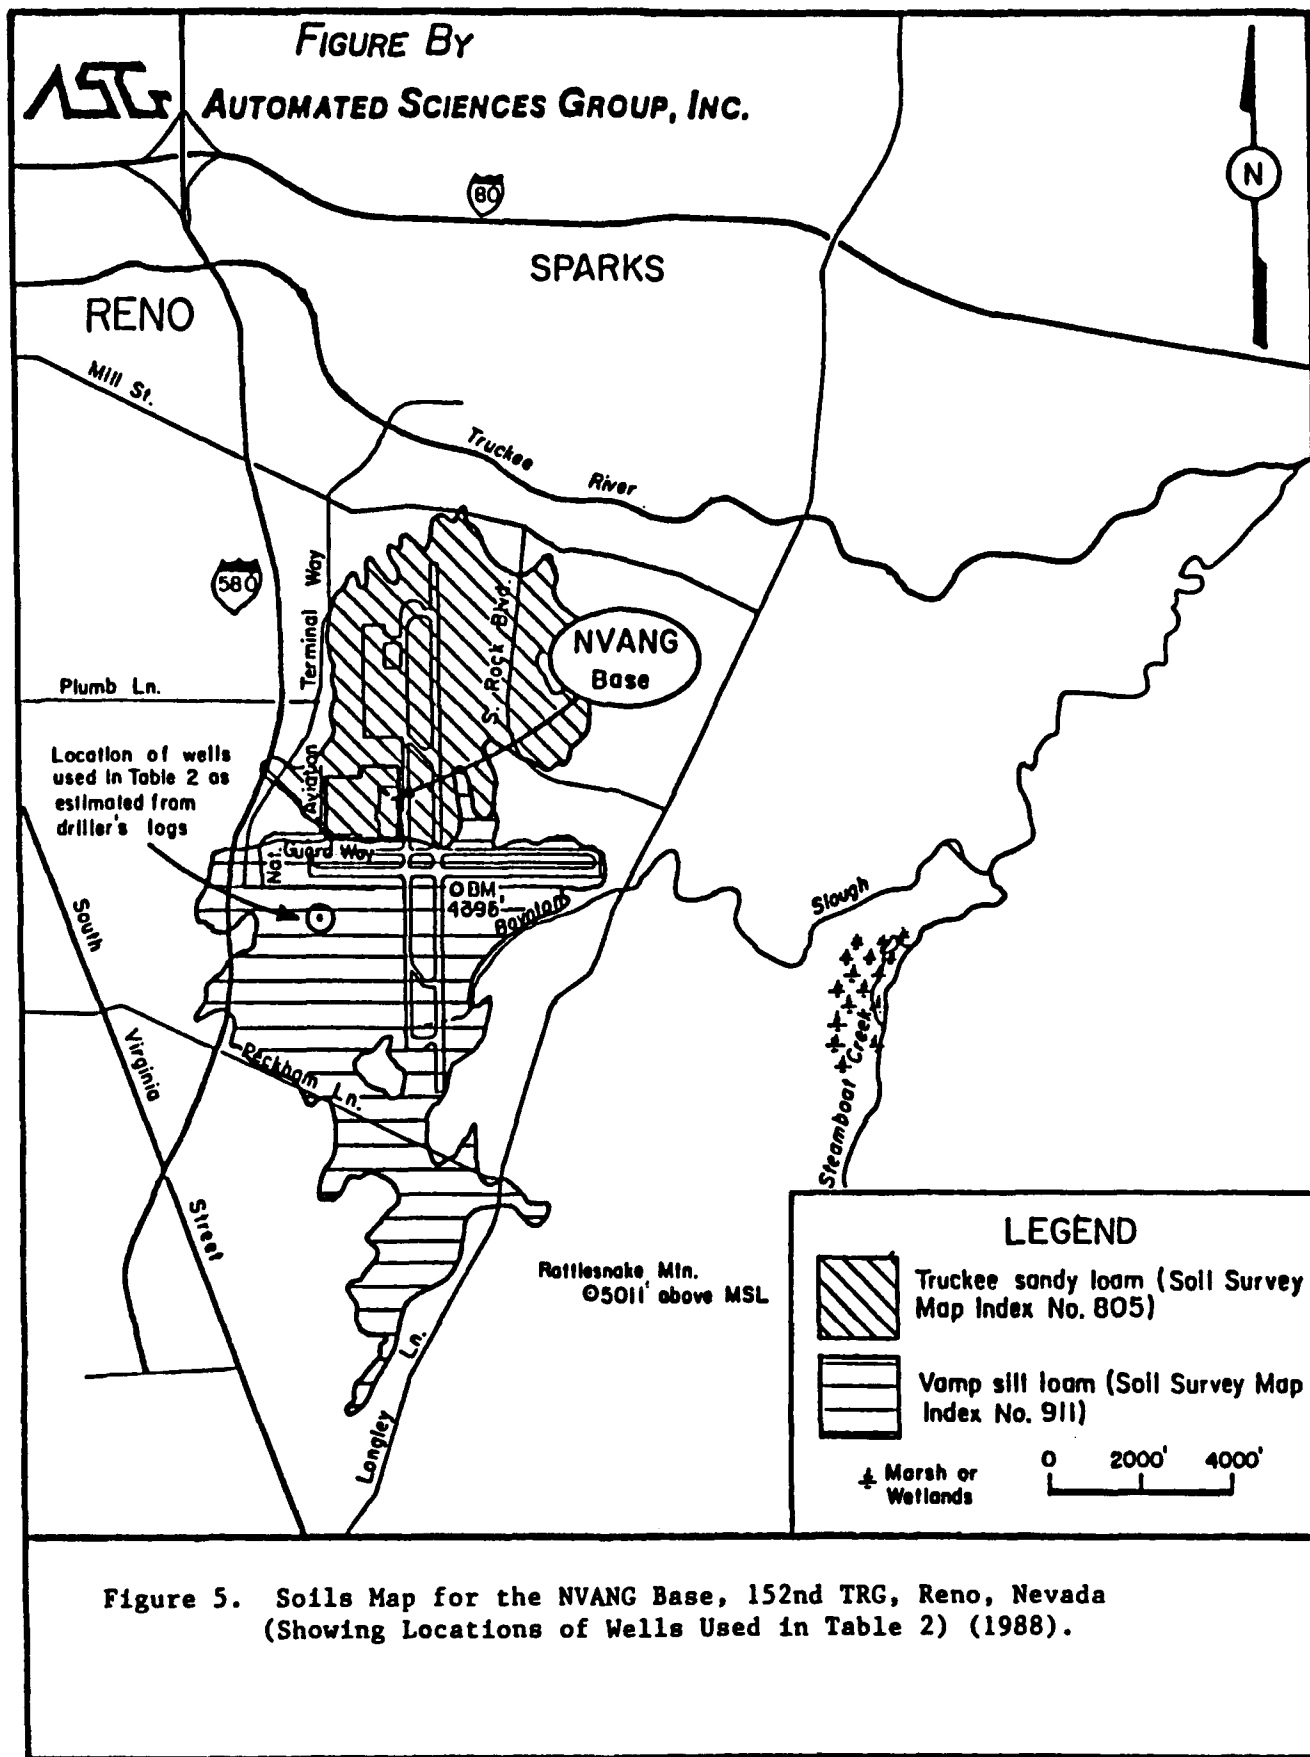 FIGURE BY
ASG
AUTOMATED SCIENCES GROUP, INC.
80
N
SPARKS
RENO
Mill St.
Truckee River
580
Terminal Way
S. Rock Blvd.
NVANG
Base
Plumb Ln.
Location of wells
used in Table 2 as
estimated from
driller's logs
Aviation
Nat. Guard Way
BM
Slough
South Virginia Street
Peckham Ln.
Steamboat Creek
Rattlesnake Mtn.
5011' above MSL
Longley Ln.
LEGEND
Truckee sandy loam (Soil Survey
Map Index No. 805)
Vamp silt loam (Soil Survey Map
Index No. 911)
Marsh or
Wetlands
0 2000' 4000'
Figure 5. Soils Map for the NVANG Base, 152nd TRG, Reno, Nevada
(Showing Locations of Wells Used in Table 2) (1988).